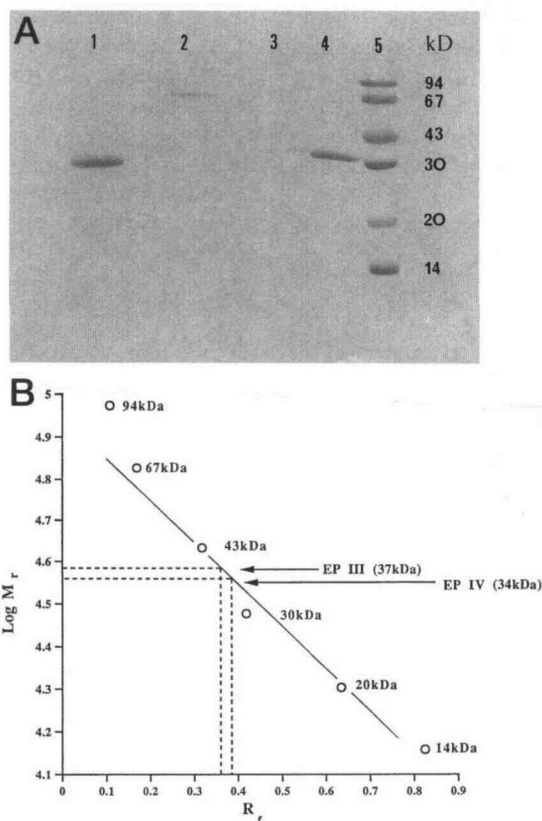 A
1 2 3 4 5 kD
94
67
43
30
20
14
B
5
4.9
4.8
4.7
4.6
4.5
4.4
4.3
4.2
4.1
Log Mr
94kDa
67kDa
43kDa
EP III (37kDa)
EP IV (34kDa)
30kDa
20kDa
14kDa
0 0.1 0.2 0.3 0.4 0.5 0.6 0.7 0.8 0.9
Rf